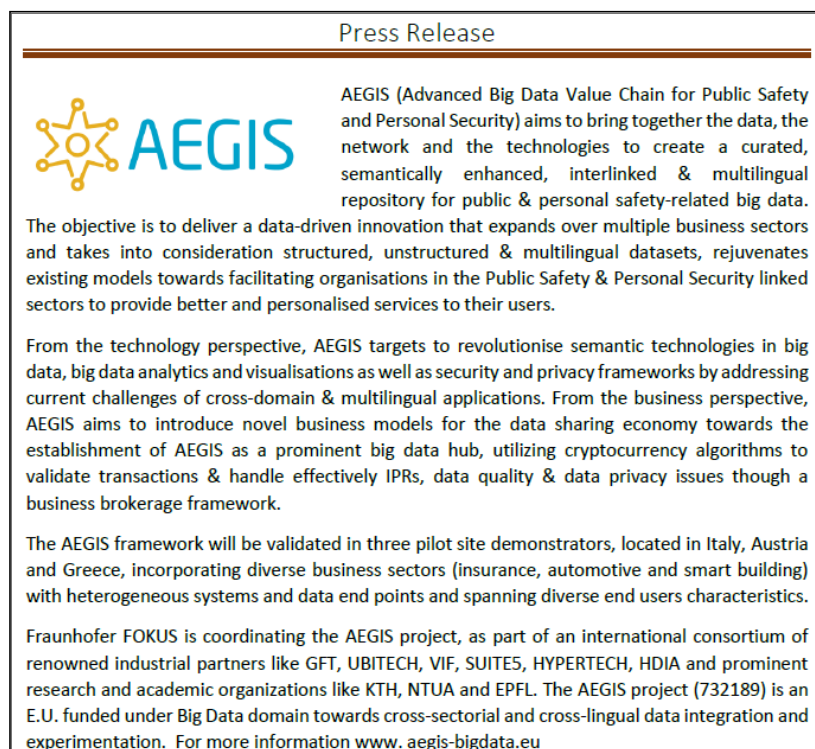 Press Release
AEGIS
AEGIS (Advanced Big Data Value Chain for Public Safety
and Personal Security) aims to bring together the data, the
network and the technologies to create a curated,
semantically enhanced, interlinked & multilingual
repository for public & personal safety-related big data.
The objective is to deliver a data-driven innovation that expands over multiple business sectors
and takes into consideration structured, unstructured & multilingual datasets, rejuvenates
existing models towards facilitating organisations in the Public Safety & Personal Security linked
sectors to provide better and personalised services to their users.
From the technology perspective, AEGIS targets to revolutionise semantic technologies in big
data, big data analytics and visualisations as well as security and privacy frameworks by addressing
current challenges of cross-domain & multilingual applications. From the business perspective,
AEGIS aims to introduce novel business models for the data sharing economy towards the
establishment of AEGIS as a prominent big data hub, utilizing cryptocurrency algorithms to
validate transactions & handle effectively IPRs, data quality & data privacy issues though a
business brokerage framework.
The AEGIS framework will be validated in three pilot site demonstrators, located in Italy, Austria
and Greece, incorporating diverse business sectors (insurance, automotive and smart building)
with heterogeneous systems and data end points and spanning diverse end users characteristics.
Fraunhofer FOKUS is coordinating the AEGIS project, as part of an international consortium of
renowned industrial partners like GFT, UBITECH, VIF, SUITE5, HYPERTECH, HDIA and prominent
research and academic organizations like KTH, NTUA and EPFL. The AEGIS project (732189) is an
E.U. funded under Big Data domain towards cross-sectorial and cross-lingual data integration and
experimentation. For more information www. aegis-bigdata.eu